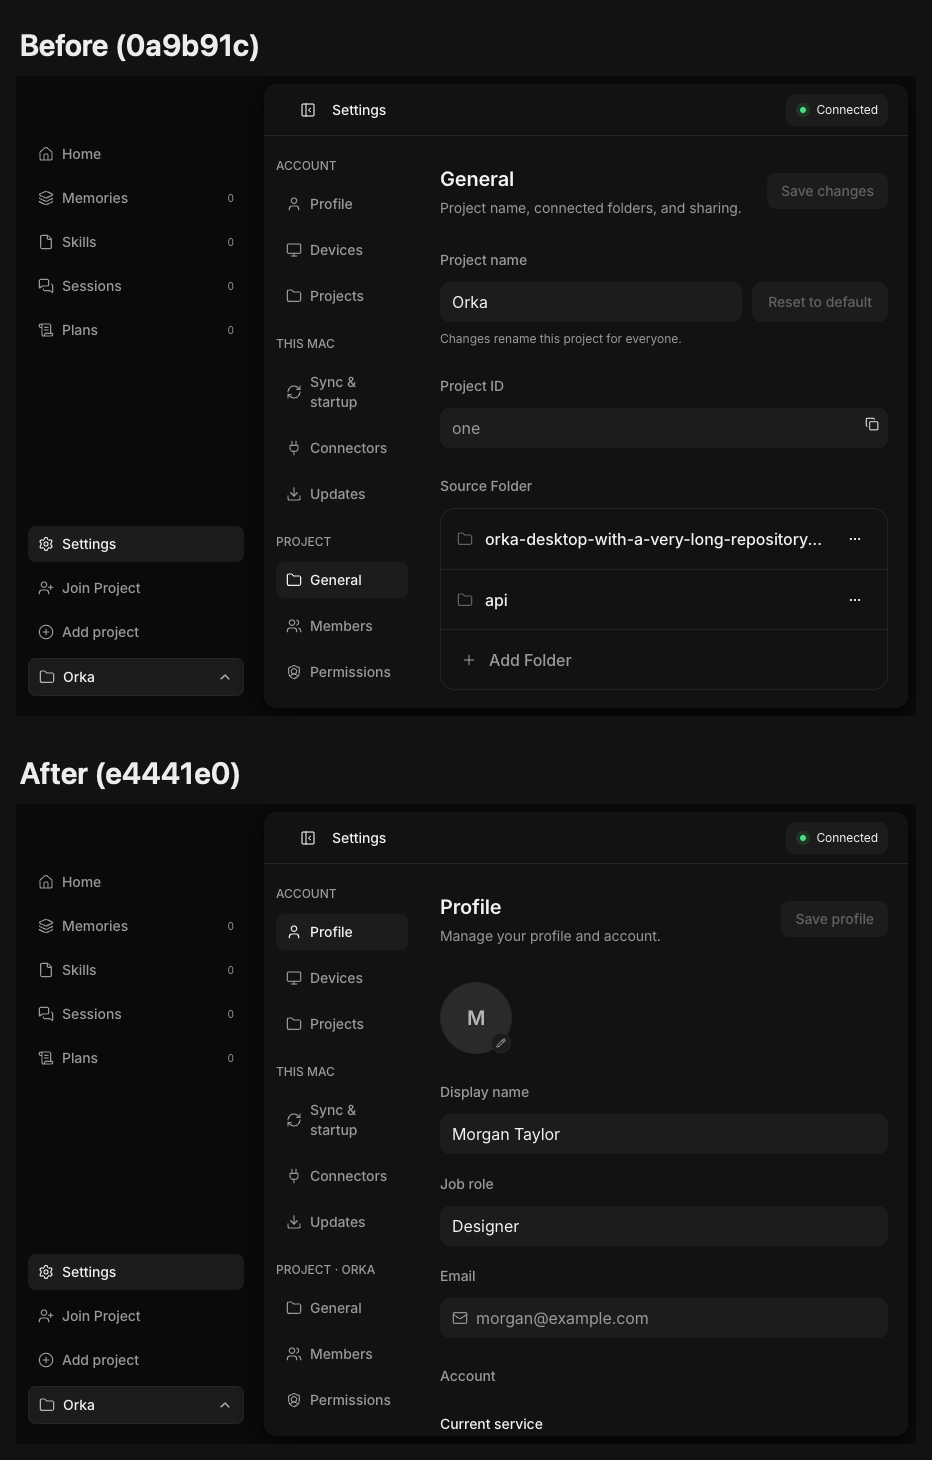 Before (0a9b91c)
Settings
Connected
Home
Memories 0
Skills 0
Sessions 0
Plans 0
Settings
Join Project
Add project
Orka
ACCOUNT
Profile
Devices
Projects
THIS MAC
Sync &
startup
Connectors
Updates
PROJECT
General
Members
Permissions
General
Save changes
Project name, connected folders, and sharing.
Project name
Orka
Reset to default
Changes rename this project for everyone.
Project ID
one
Source Folder
orka-desktop-with-a-very-long-repository...
api
Add Folder
After (e4441e0)
Settings
Connected
Home
Memories 0
Skills 0
Sessions 0
Plans 0
Settings
Join Project
Add project
Orka
ACCOUNT
Profile
Devices
Projects
THIS MAC
Sync &
startup
Connectors
Updates
PROJECT · ORKA
General
Members
Permissions
Profile
Save profile
Manage your profile and account.
M
Display name
Morgan Taylor
Job role
Designer
Email
morgan@example.com
Account
Current service